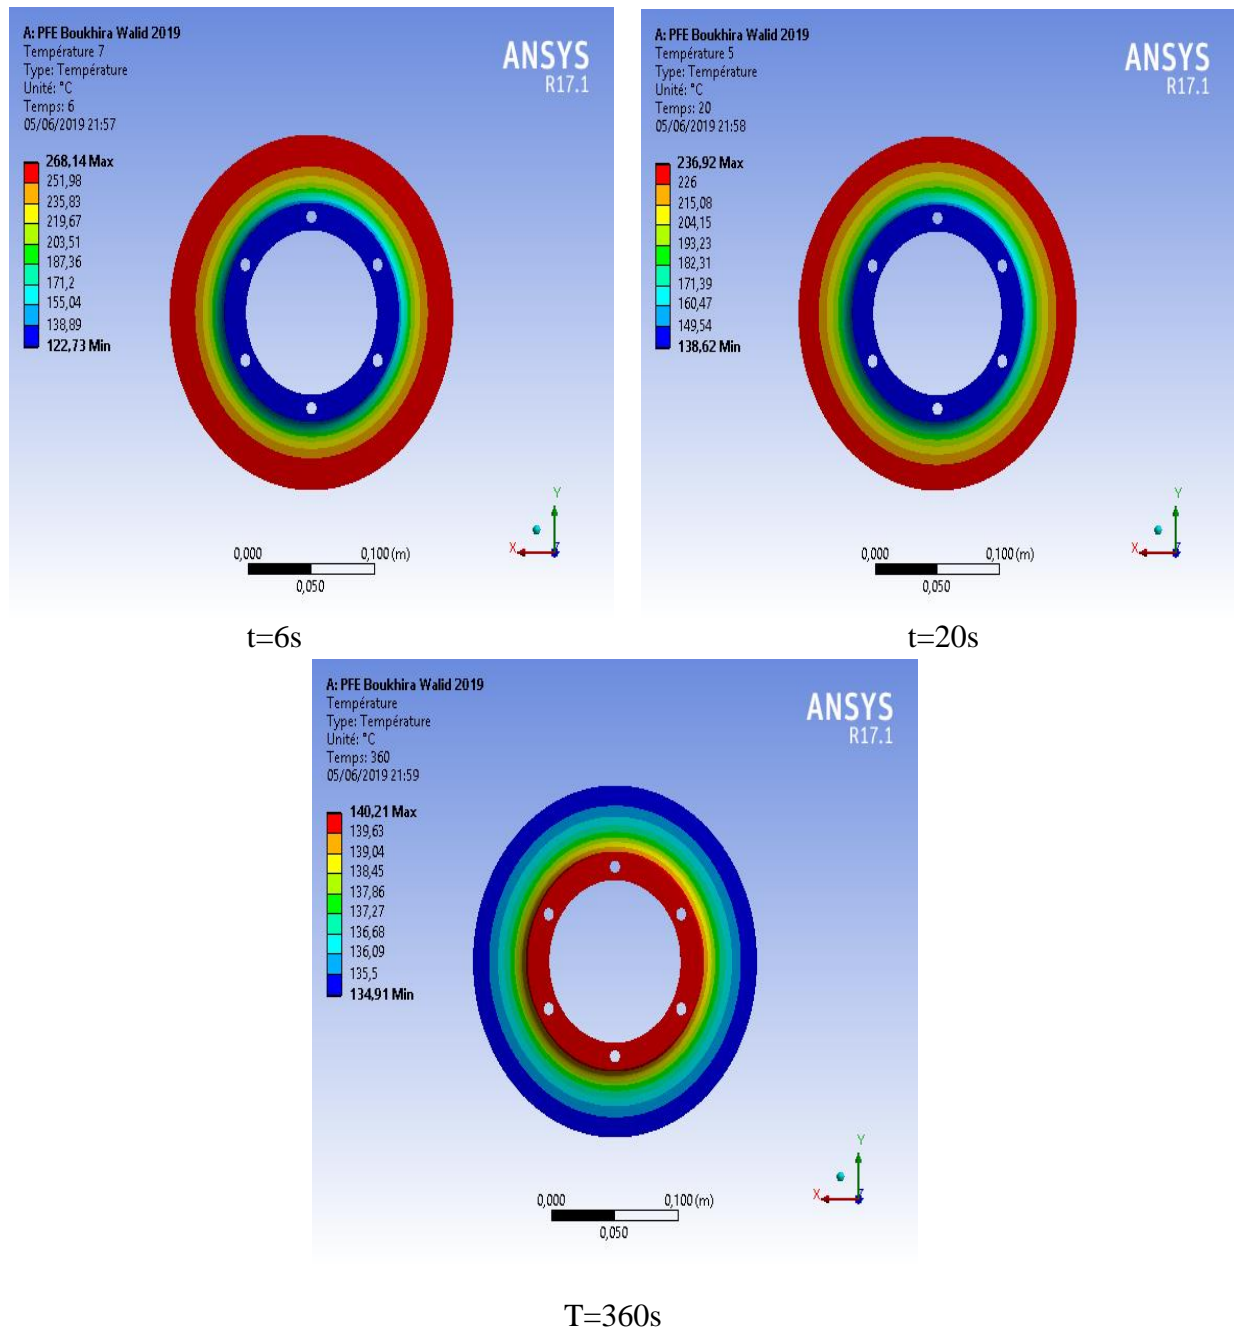 A: PFE Boukhira Walid 2019
Température 7
Type: Température
Unité: °C
Temps: 6
05/06/2019 21:57
ANSYS
R17.1
268,14 Max
251,98
235,83
219,67
203,51
187,36
171,2
155,04
138,89
122,73 Min
Y
X
Z
0,000
0,100 (m)
0,050
t=6s
A: PFE Boukhira Walid 2019
Température 5
Type: Température
Unité: °C
Temps: 20
05/06/2019 21:58
ANSYS
R17.1
236,92 Max
226
215,08
204,15
193,23
182,31
171,39
160,47
149,54
138,62 Min
Y
X
Z
0,000
0,100 (m)
0,050
t=20s
A: PFE Boukhira Walid 2019
Température
Type: Température
Unité: °C
Temps: 360
05/06/2019 21:59
ANSYS
R17.1
140,21 Max
139,63
139,04
138,45
137,86
137,27
136,68
136,09
135,5
134,91 Min
Y
X
Z
0,000
0,100 (m)
0,050
T=360s